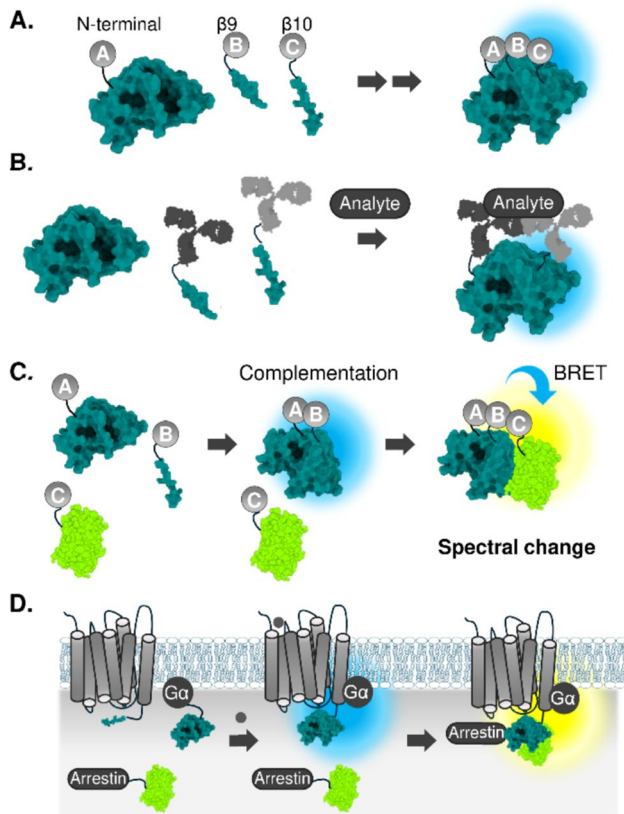 A.
N-terminal
β9
β10
A
B
C
A
B
C
B.
Analyte
Analyte
C.
A
B
C
Complementation
A
B
C
BRET
A
B
C
Spectral change
D.
Gα
Arrestin
Gα
Arrestin
Gα
Arrestin